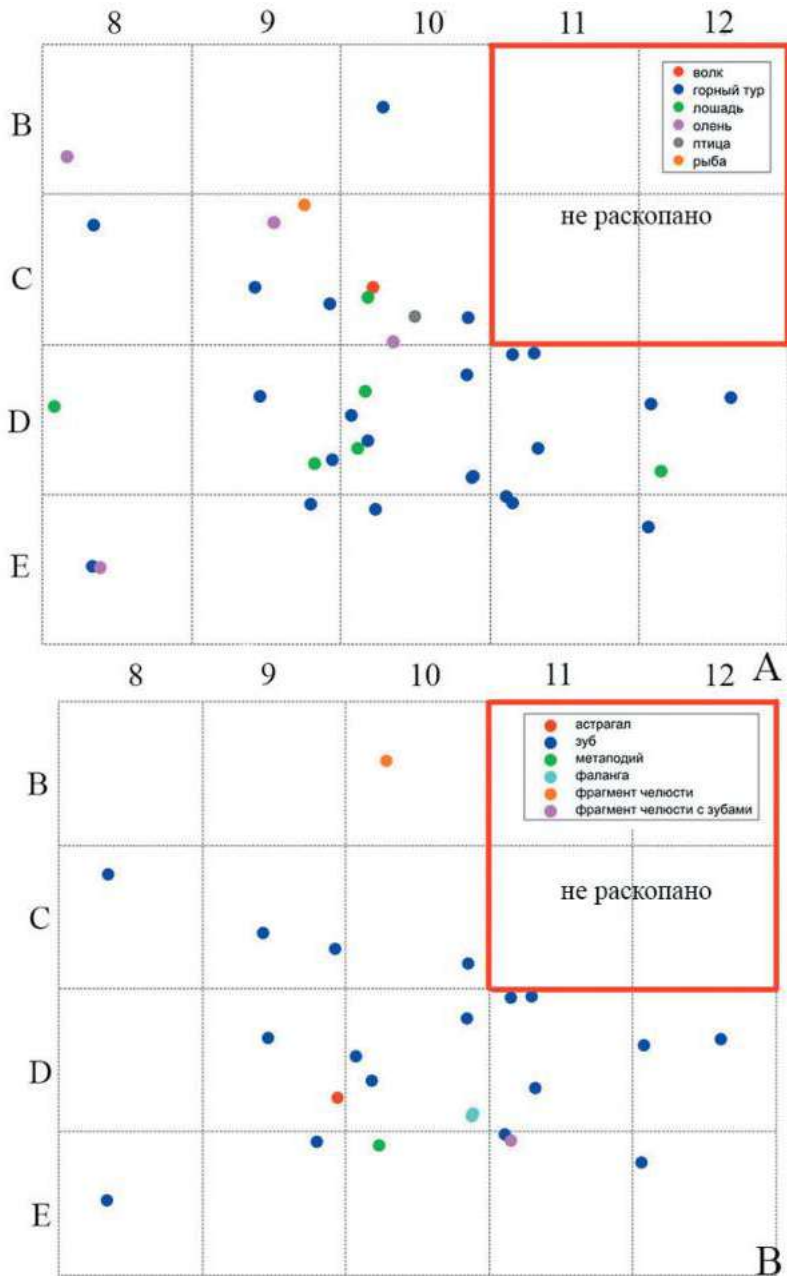 8 9 10 11 12
волк
горный тур
лошадь
олень
птица
рыба
B
не раскопано
C
D
E
A
8 9 10 11 12
астрагал
зуб
метаподий
фаланга
фрагмент челюсти
фрагмент челюсти с зубами
B
не раскопано
C
D
E
B